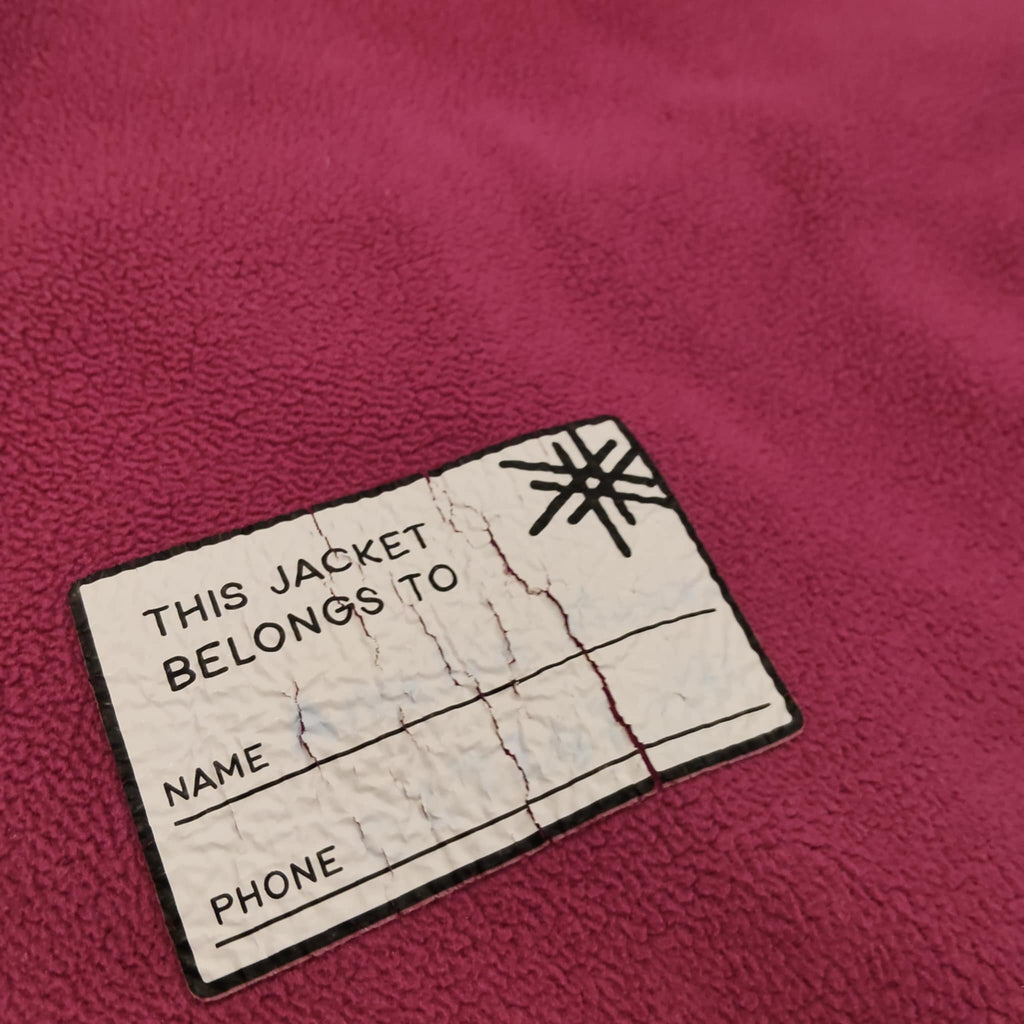 THIS JACKET
BELONGS TO
NAME
PHONE